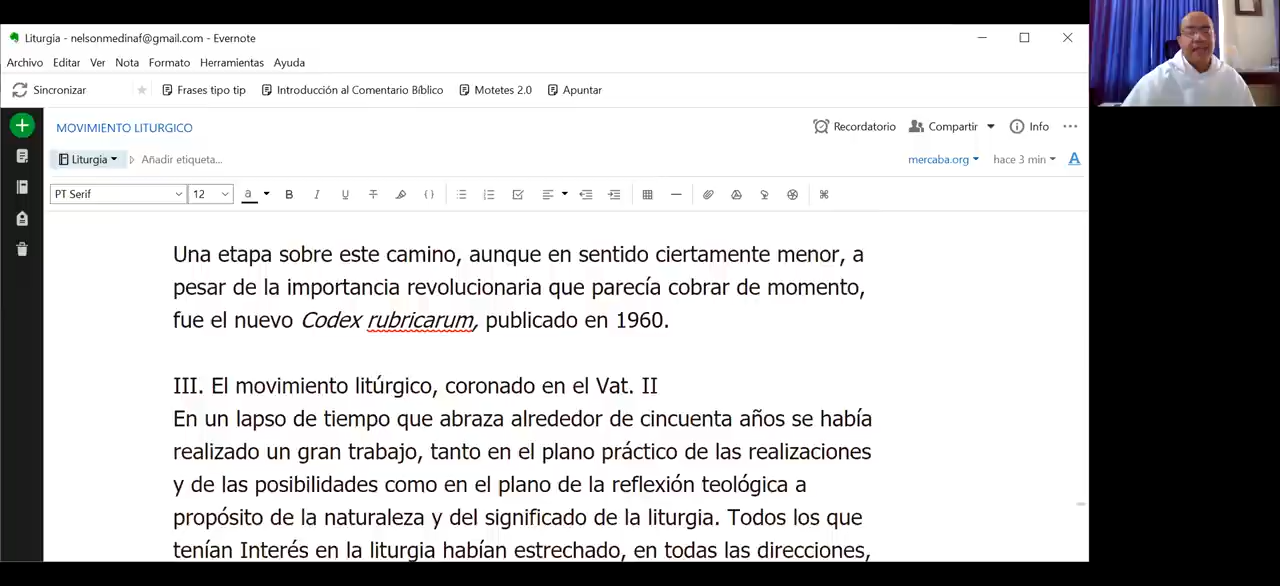 Liturgia - nelsonmedinaf@gmail.com - Evernote
Archivo Editar Ver Nota Formato Herramientas Ayuda
Sincronizar Frases tipo tip Introducción al Comentario Bíblico Motetes 2.0 Apuntar
MOVIMIENTO LITURGICO Recordatorio Compartir Info
Liturgia Añadir etiqueta... mercaba.org hace 3 min A
PT Serif 12 a B I U T
Una etapa sobre este camino, aunque en sentido ciertamente menor, a
pesar de la importancia revolucionaria que parecía cobrar de momento,
fue el nuevo Codex rubricarum, publicado en 1960.
III. El movimiento litúrgico, coronado en el Vat. II
En un lapso de tiempo que abraza alrededor de cincuenta años se había
realizado un gran trabajo, tanto en el plano práctico de las realizaciones
y de las posibilidades como en el plano de la reflexión teológica a
propósito de la naturaleza y del significado de la liturgia. Todos los que
tenían Interés en la liturgia habían estrechado, en todas las direcciones,